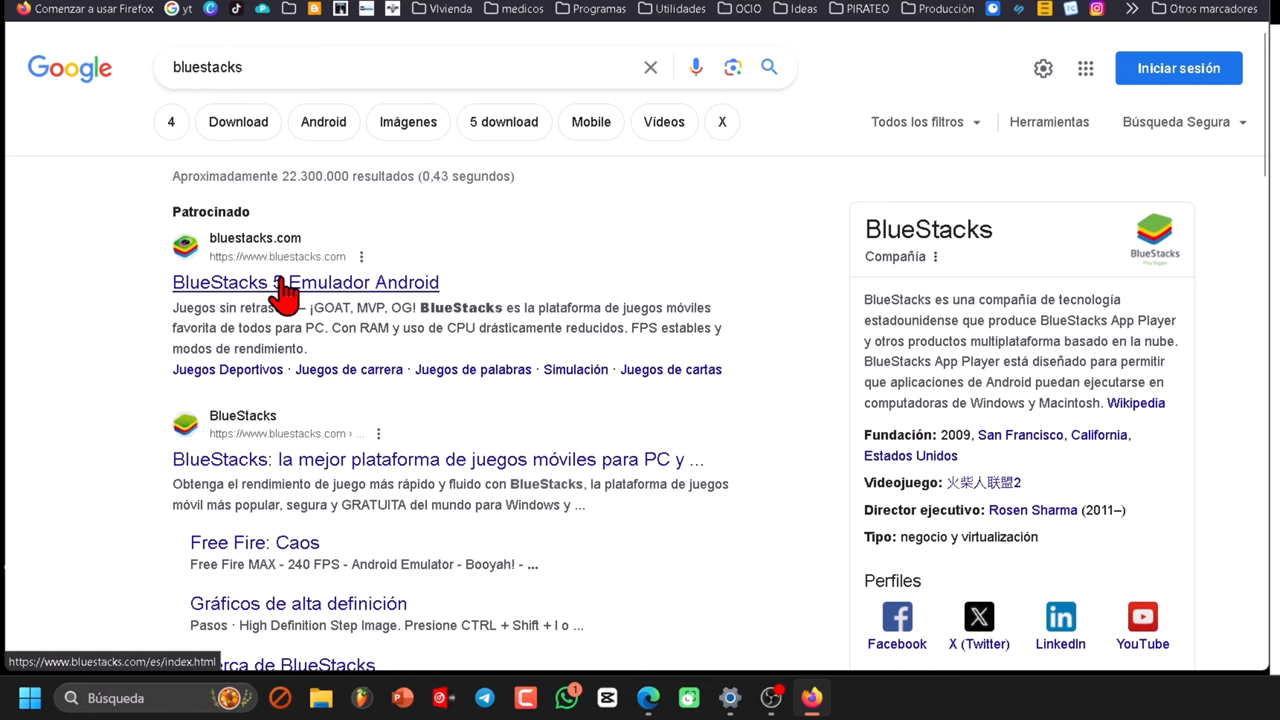 Comenzar a usar Firefox yt VIvienda medicos Programas Utilidades OCIO Ideas PIRATEO Producción Otros marcadores
Google bluestacks Iniciar sesión
4 Download Android Imágenes 5 download Mobile Vídeos X Todos los filtros Herramientas Búsqueda Segura
Aproximadamente 22.300.000 resultados (0,43 segundos)
Patrocinado
bluestacks.com
https://www.bluestacks.com
BlueStacks 5 Emulador Android
Juegos sin retras – ¡GOAT, MVP, OG! BlueStacks es la plataforma de juegos móviles
favorita de todos para PC. Con RAM y uso de CPU drásticamente reducidos. FPS estables y
modos de rendimiento.
Juegos Deportivos · Juegos de carrera · Juegos de palabras · Simulación · Juegos de cartas
BlueStacks
https://www.bluestacks.com › ...
BlueStacks: la mejor plataforma de juegos móviles para PC y ...
Obtenga el rendimiento de juego más rápido y fluido con BlueStacks, la plataforma de juegos
móvil más popular, segura y GRATUITA del mundo para Windows y ...
Free Fire: Caos
Free Fire MAX - 240 FPS - Android Emulator - Booyah! - ...
Gráficos de alta definición
Pasos · High Definition Step Image. Presione CTRL + Shift + I o ...
erca de BlueStacks
https://www.bluestacks.com/es/index.html
BlueStacks
Compañía
BlueStacks
Play Bigger
BlueStacks es una compañía de tecnología
estadounidense que produce BlueStacks App Player
y otros productos multiplataforma basado en la nube.
BlueStacks App Player está diseñado para permitir
que aplicaciones de Android puedan ejecutarse en
computadoras de Windows y Macintosh. Wikipedia
Fundación: 2009, San Francisco, California,
Estados Unidos
Videojuego: 火柴人联盟2
Director ejecutivo: Rosen Sharma (2011–)
Tipo: negocio y virtualización
Perfiles
Facebook X (Twitter) LinkedIn YouTube
Búsqueda